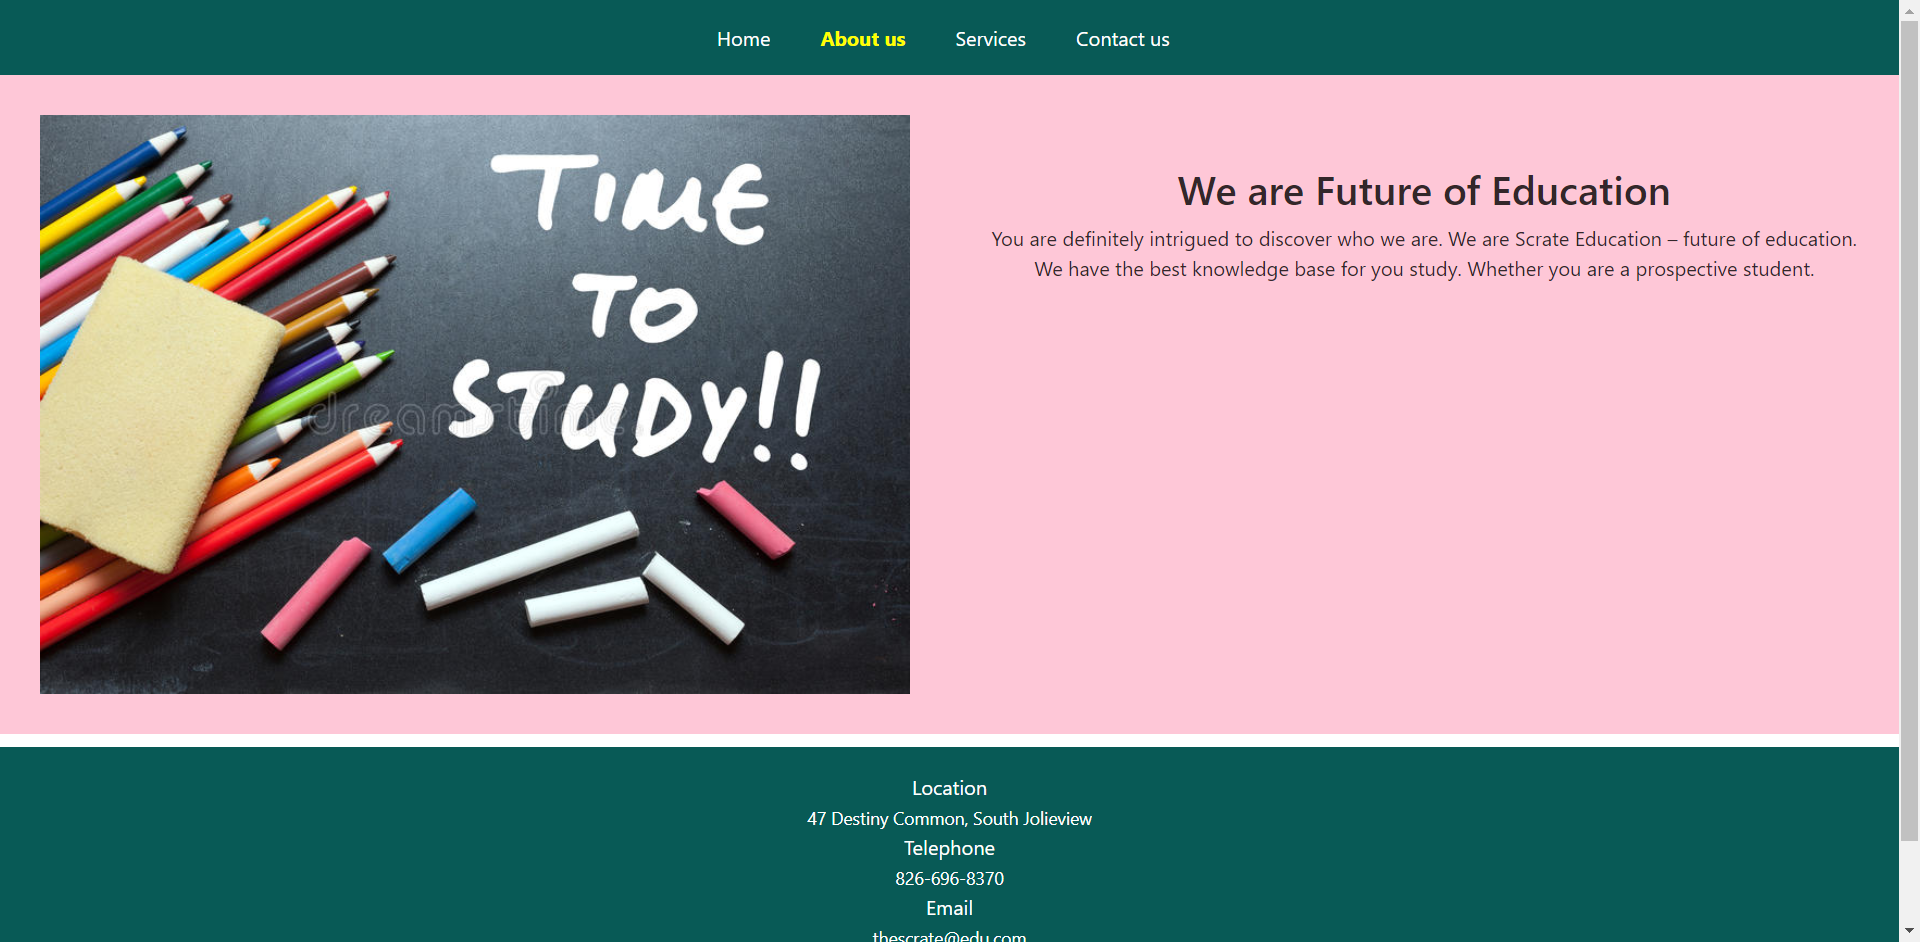 Home About us Services Contact us
TIME
TO
STUDY!!
dreamstime
We are Future of Education
You are definitely intrigued to discover who we are. We are Scrate Education – future of education.
We have the best knowledge base for you study. Whether you are a prospective student.
Location
47 Destiny Common, South Jolieview
Telephone
826-696-8370
Email
thescrate@edu.com